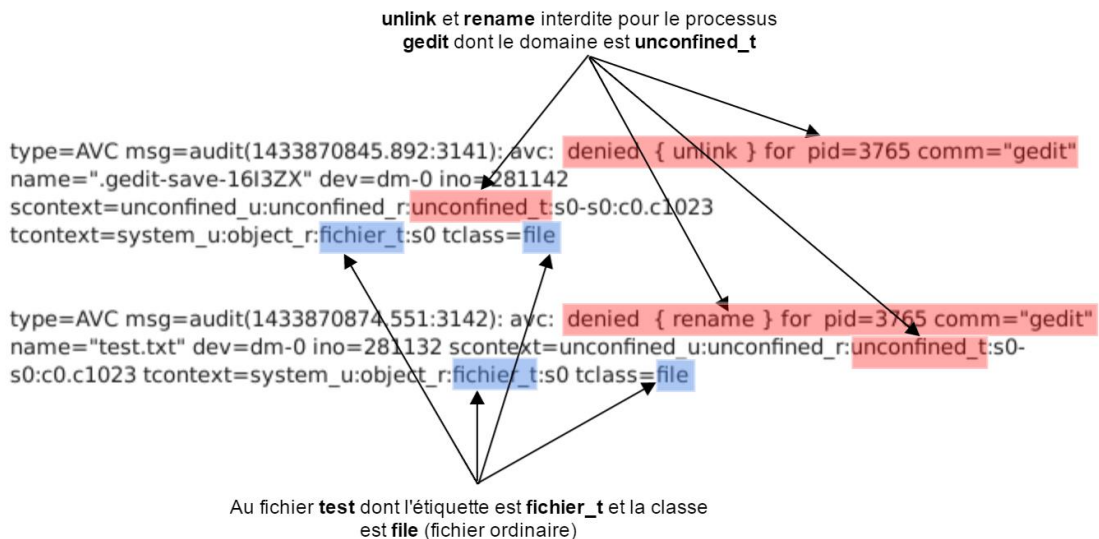 unlink et rename interdite pour le processus
gedit dont le domaine est unconfined_t
type=AVC msg=audit(1433870845.892:3141): avc:  denied  { unlink } for  pid=3765 comm="gedit"
name=".gedit-save-16I3ZX" dev=dm-0 ino=281142
scontext=unconfined_u:unconfined_r:unconfined_t:s0-s0:c0.c1023
tcontext=system_u:object_r:fichier_t:s0 tclass=file
type=AVC msg=audit(1433870874.551:3142): avc:  denied  { rename } for  pid=3765 comm="gedit"
name="test.txt" dev=dm-0 ino=281132 scontext=unconfined_u:unconfined_r:unconfined_t:s0-
s0:c0.c1023 tcontext=system_u:object_r:fichier_t:s0 tclass=file
Au fichier test dont l'étiquette est fichier_t et la classe
est file (fichier ordinaire)